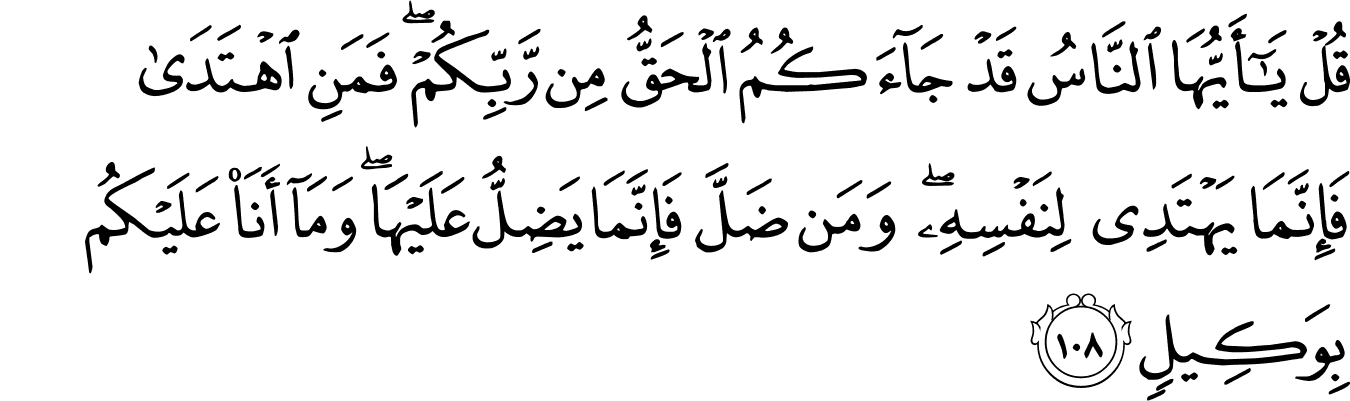 قُلْ يَـٰٓأَيُّهَا ٱلنَّاسُ قَدْ جَآءَكُمُ ٱلْحَقُّ مِن رَّبِّكُمْ ۖ فَمَنِ ٱهْتَدَىٰ
فَإِنَّمَا يَهْتَدِى لِنَفْسِهِۦ ۖ وَمَن ضَلَّ فَإِنَّمَا يَضِلُّ عَلَيْهَا ۖ وَمَآ أَنَا۠ عَلَيْكُم
بِوَكِيلٍ ١٠٨